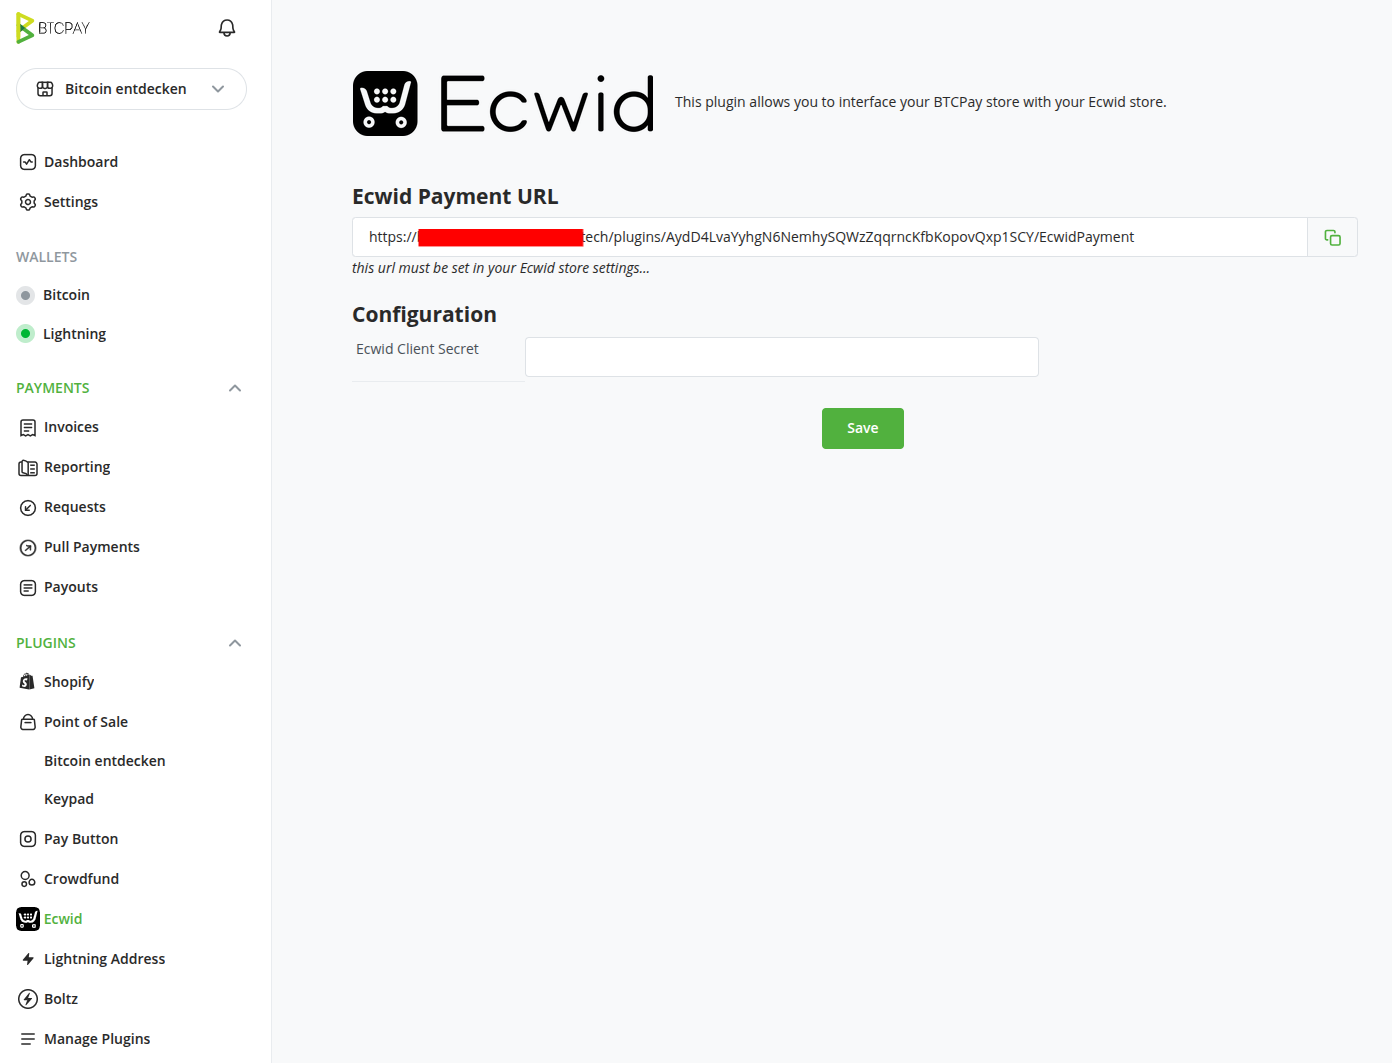 BTCPAY
Bitcoin entdecken
Dashboard
Settings
WALLETS
Bitcoin
Lightning
PAYMENTS
Invoices
Reporting
Requests
Pull Payments
Payouts
PLUGINS
Shopify
Point of Sale
Bitcoin entdecken
Keypad
Pay Button
Crowdfund
Ecwid
Lightning Address
Boltz
Manage Plugins
Ecwid
This plugin allows you to interface your BTCPay store with your Ecwid store.
Ecwid Payment URL
https:// tech/plugins/AydD4LvaYyhgN6NemhySQWzZqqrncKfbKopovQxp1SCY/EcwidPayment
this url must be set in your Ecwid store settings...
Configuration
Ecwid Client Secret
Save